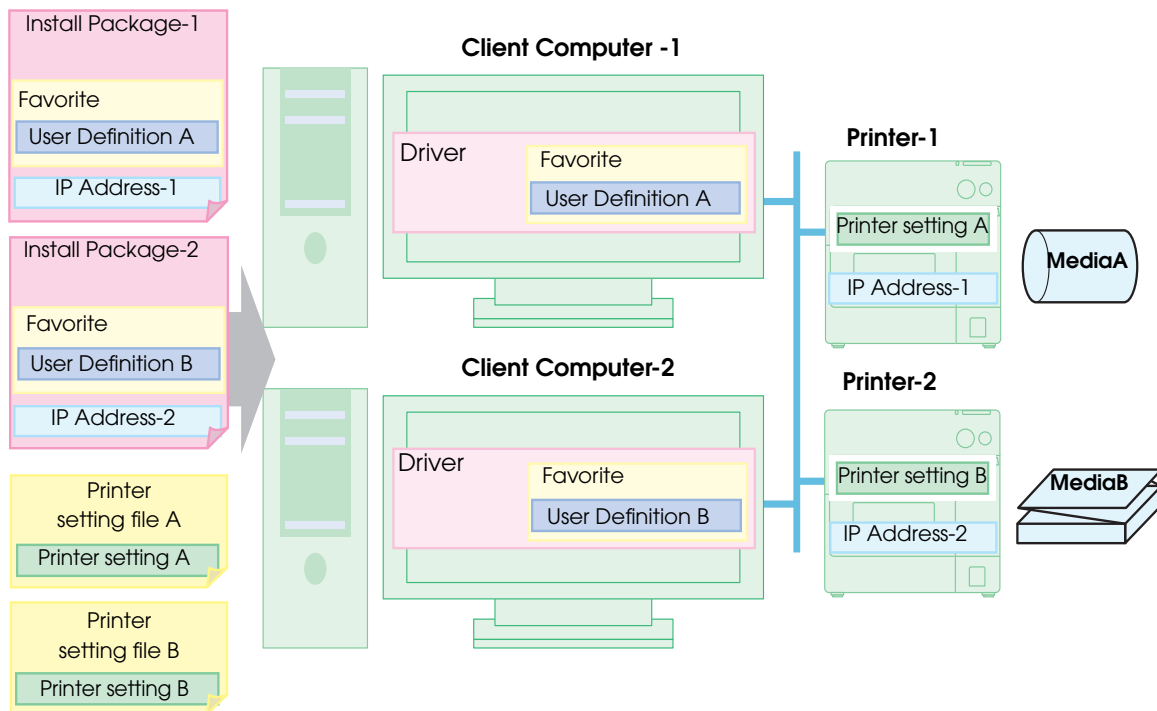 Install Package-1
Favorite
User Definition A
IP Address-1
Install Package-2
Favorite
User Definition B
IP Address-2
Printer
setting file A
Printer setting A
Printer
setting file B
Printer setting B
Client Computer -1
Driver
Favorite
User Definition A
Client Computer-2
Driver
Favorite
User Definition B
Printer-1
Printer setting A
IP Address-1
MediaA
Printer-2
Printer setting B
IP Address-2
MediaB